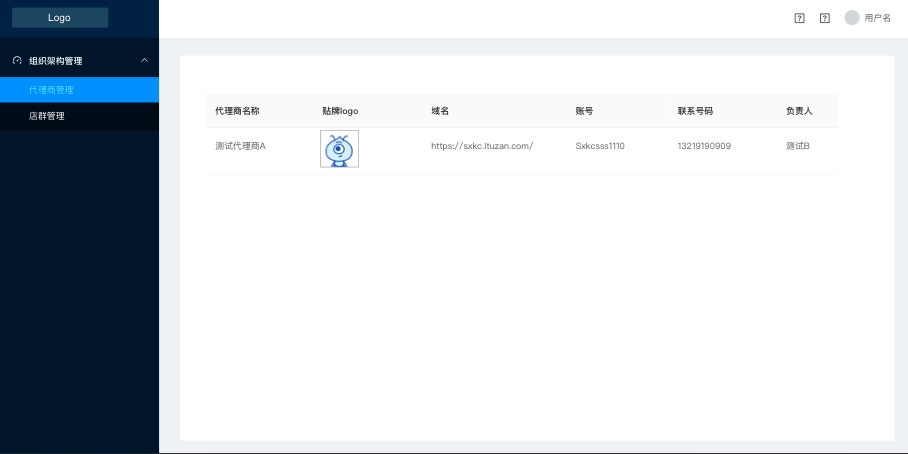 Logo
用户名
组织架构管理
代理商管理
店群管理
代理商名称 贴牌logo 域名 账号 联系号码 负责人
测试代理商A https://sxkc.ituzan.com/ Sxkcsss1110 13219190909 测试B